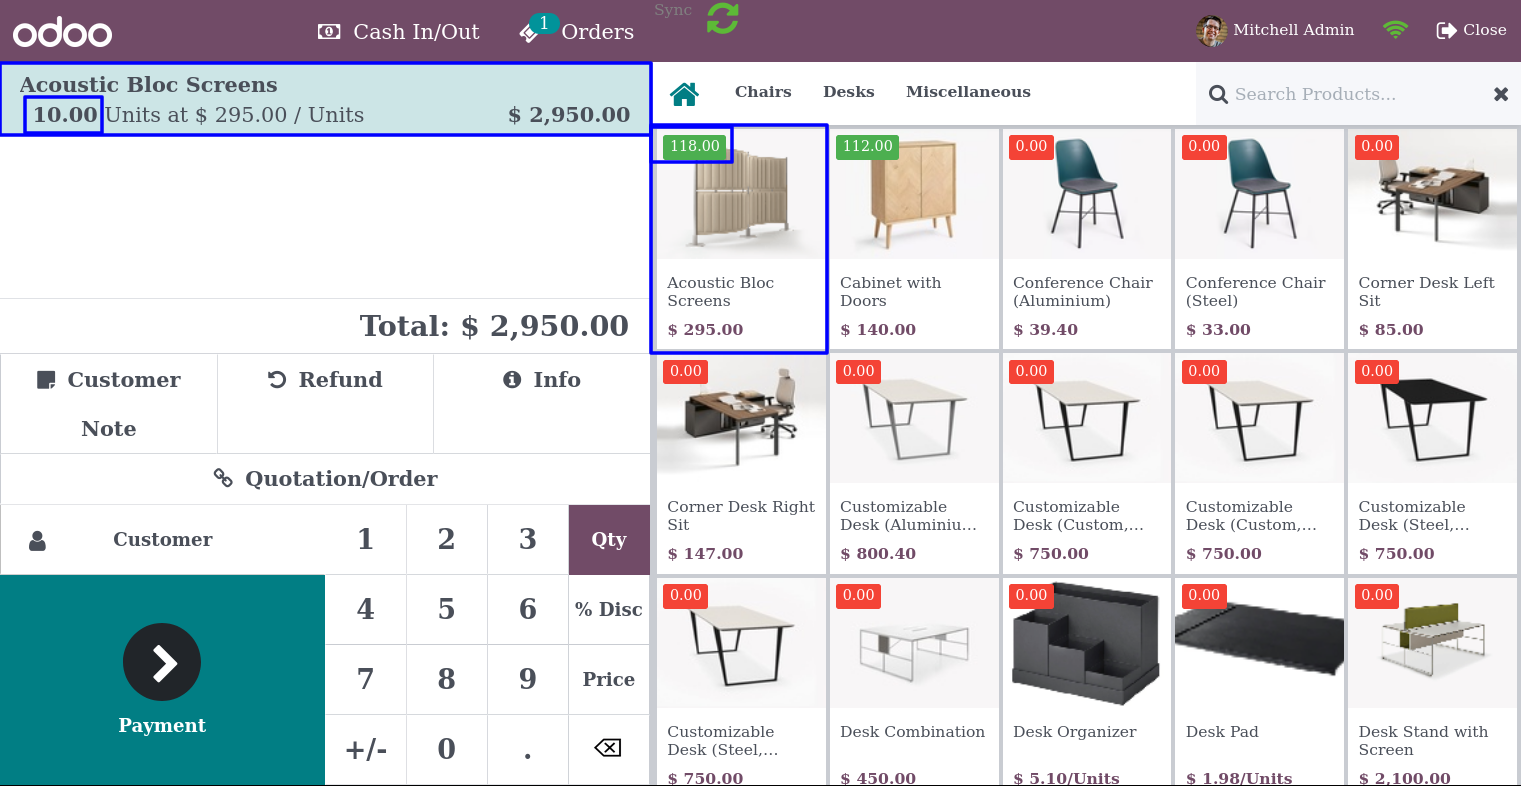 odoo
Cash In/Out
1
Orders
Sync
Mitchell Admin
Close
Acoustic Bloc Screens
10.00 Units at $ 295.00 / Units
$ 2,950.00
Total: $ 2,950.00
Customer
Note
Refund
Info
Quotation/Order
Customer
1
2
3
Qty
4
5
6
% Disc
7
8
9
Price
+/-
0
.
Payment
Chairs
Desks
Miscellaneous
Search Products...
118.00
Acoustic Bloc
Screens
$ 295.00
112.00
Cabinet with
Doors
$ 140.00
0.00
Conference Chair
(Aluminium)
$ 39.40
0.00
Conference Chair
(Steel)
$ 33.00
0.00
Corner Desk Left
Sit
$ 85.00
0.00
Corner Desk Right
Sit
$ 147.00
0.00
Customizable
Desk (Aluminiu...
$ 800.40
0.00
Customizable
Desk (Custom,...
$ 750.00
0.00
Customizable
Desk (Custom,...
$ 750.00
0.00
Customizable
Desk (Steel,...
$ 750.00
0.00
Customizable
Desk (Steel,...
$ 750.00
0.00
Desk Combination
$ 450.00
0.00
Desk Organizer
$ 5.10/Units
0.00
Desk Pad
$ 1.98/Units
0.00
Desk Stand with
Screen
$ 2,100.00